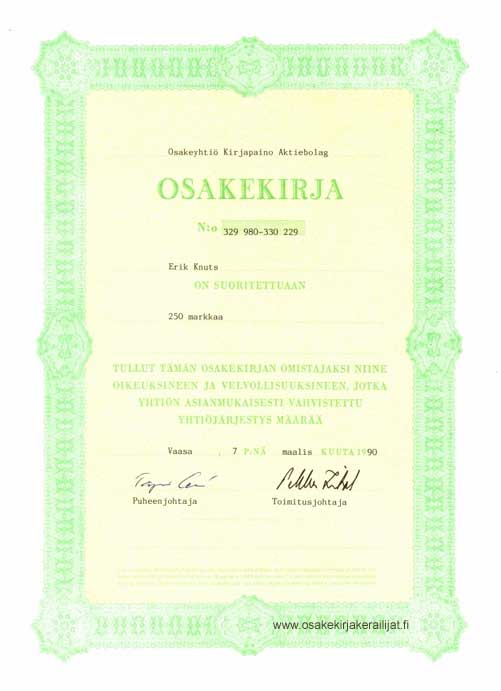 Osakeyhtiö Kirjapaino Aktiebolag
OSAKEKIRJA
N:o 329 980-330 229
Erik Knuts
ON SUORITETTUAAN
250 markkaa
TULLUT TÄMÄN OSAKEKIRJAN OMISTAJAKSI NIINE
OIKEUKSINEEN JA VELVOLLISUUKSINEEN, JOTKA
YHTIÖN ASIANMUKAISESTI VAHVISTETTU
YHTIÖJÄRJESTYS MÄÄRÄÄ
Vaasa , 7 P:NÄ maalis KUUTA 1990
Puheenjohtaja Toimitusjohtaja
www.osakekirjakerailijat.fi